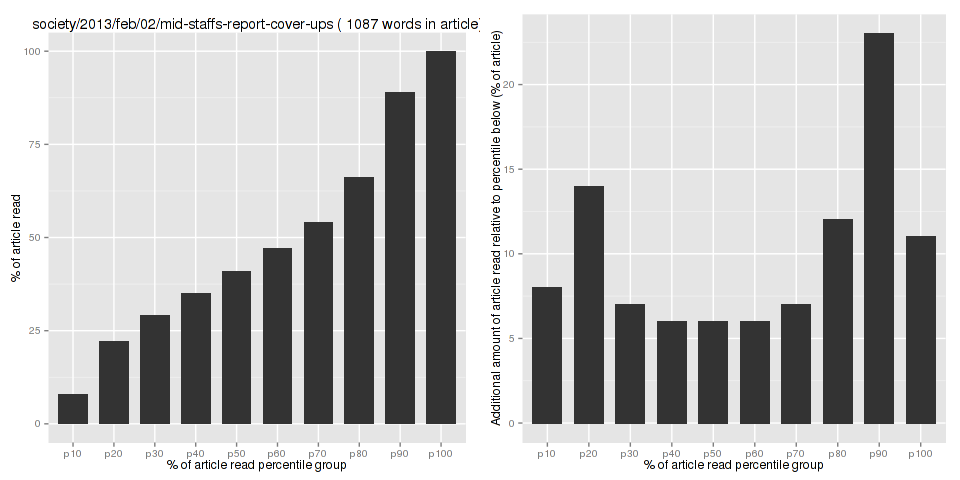 society/2013/feb/02/mid-staffs-report-cover-ups ( 1087 words in article)
% of article read
100
75
50
25
0
p10 p20 p30 p40 p50 p60 p70 p80 p90 p100
% of article read percentile group
Additional amount of article read relative to percentile below (% of article)
20
15
10
5
0
p10 p20 p30 p40 p50 p60 p70 p80 p90 p100
% of article read percentile group